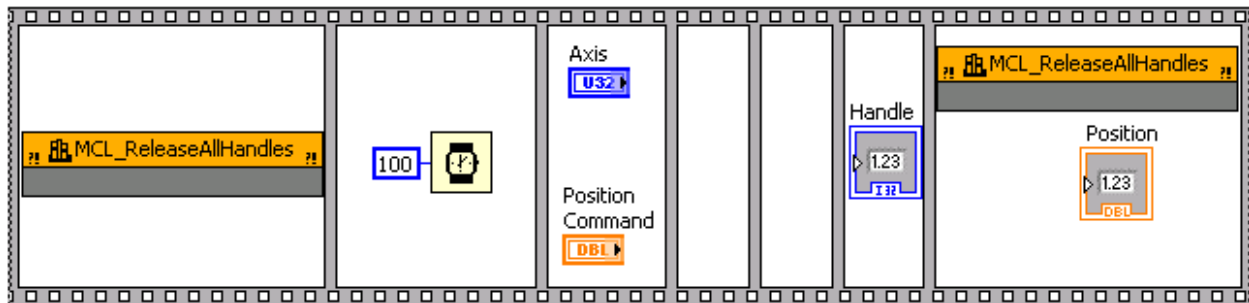 ?! MCL_ReleaseAllHandles ?!
100
Axis
U32
Position
Command
DBL
Handle
1.23
I32
?! MCL_ReleaseAllHandles ?!
Position
1.23
DBL